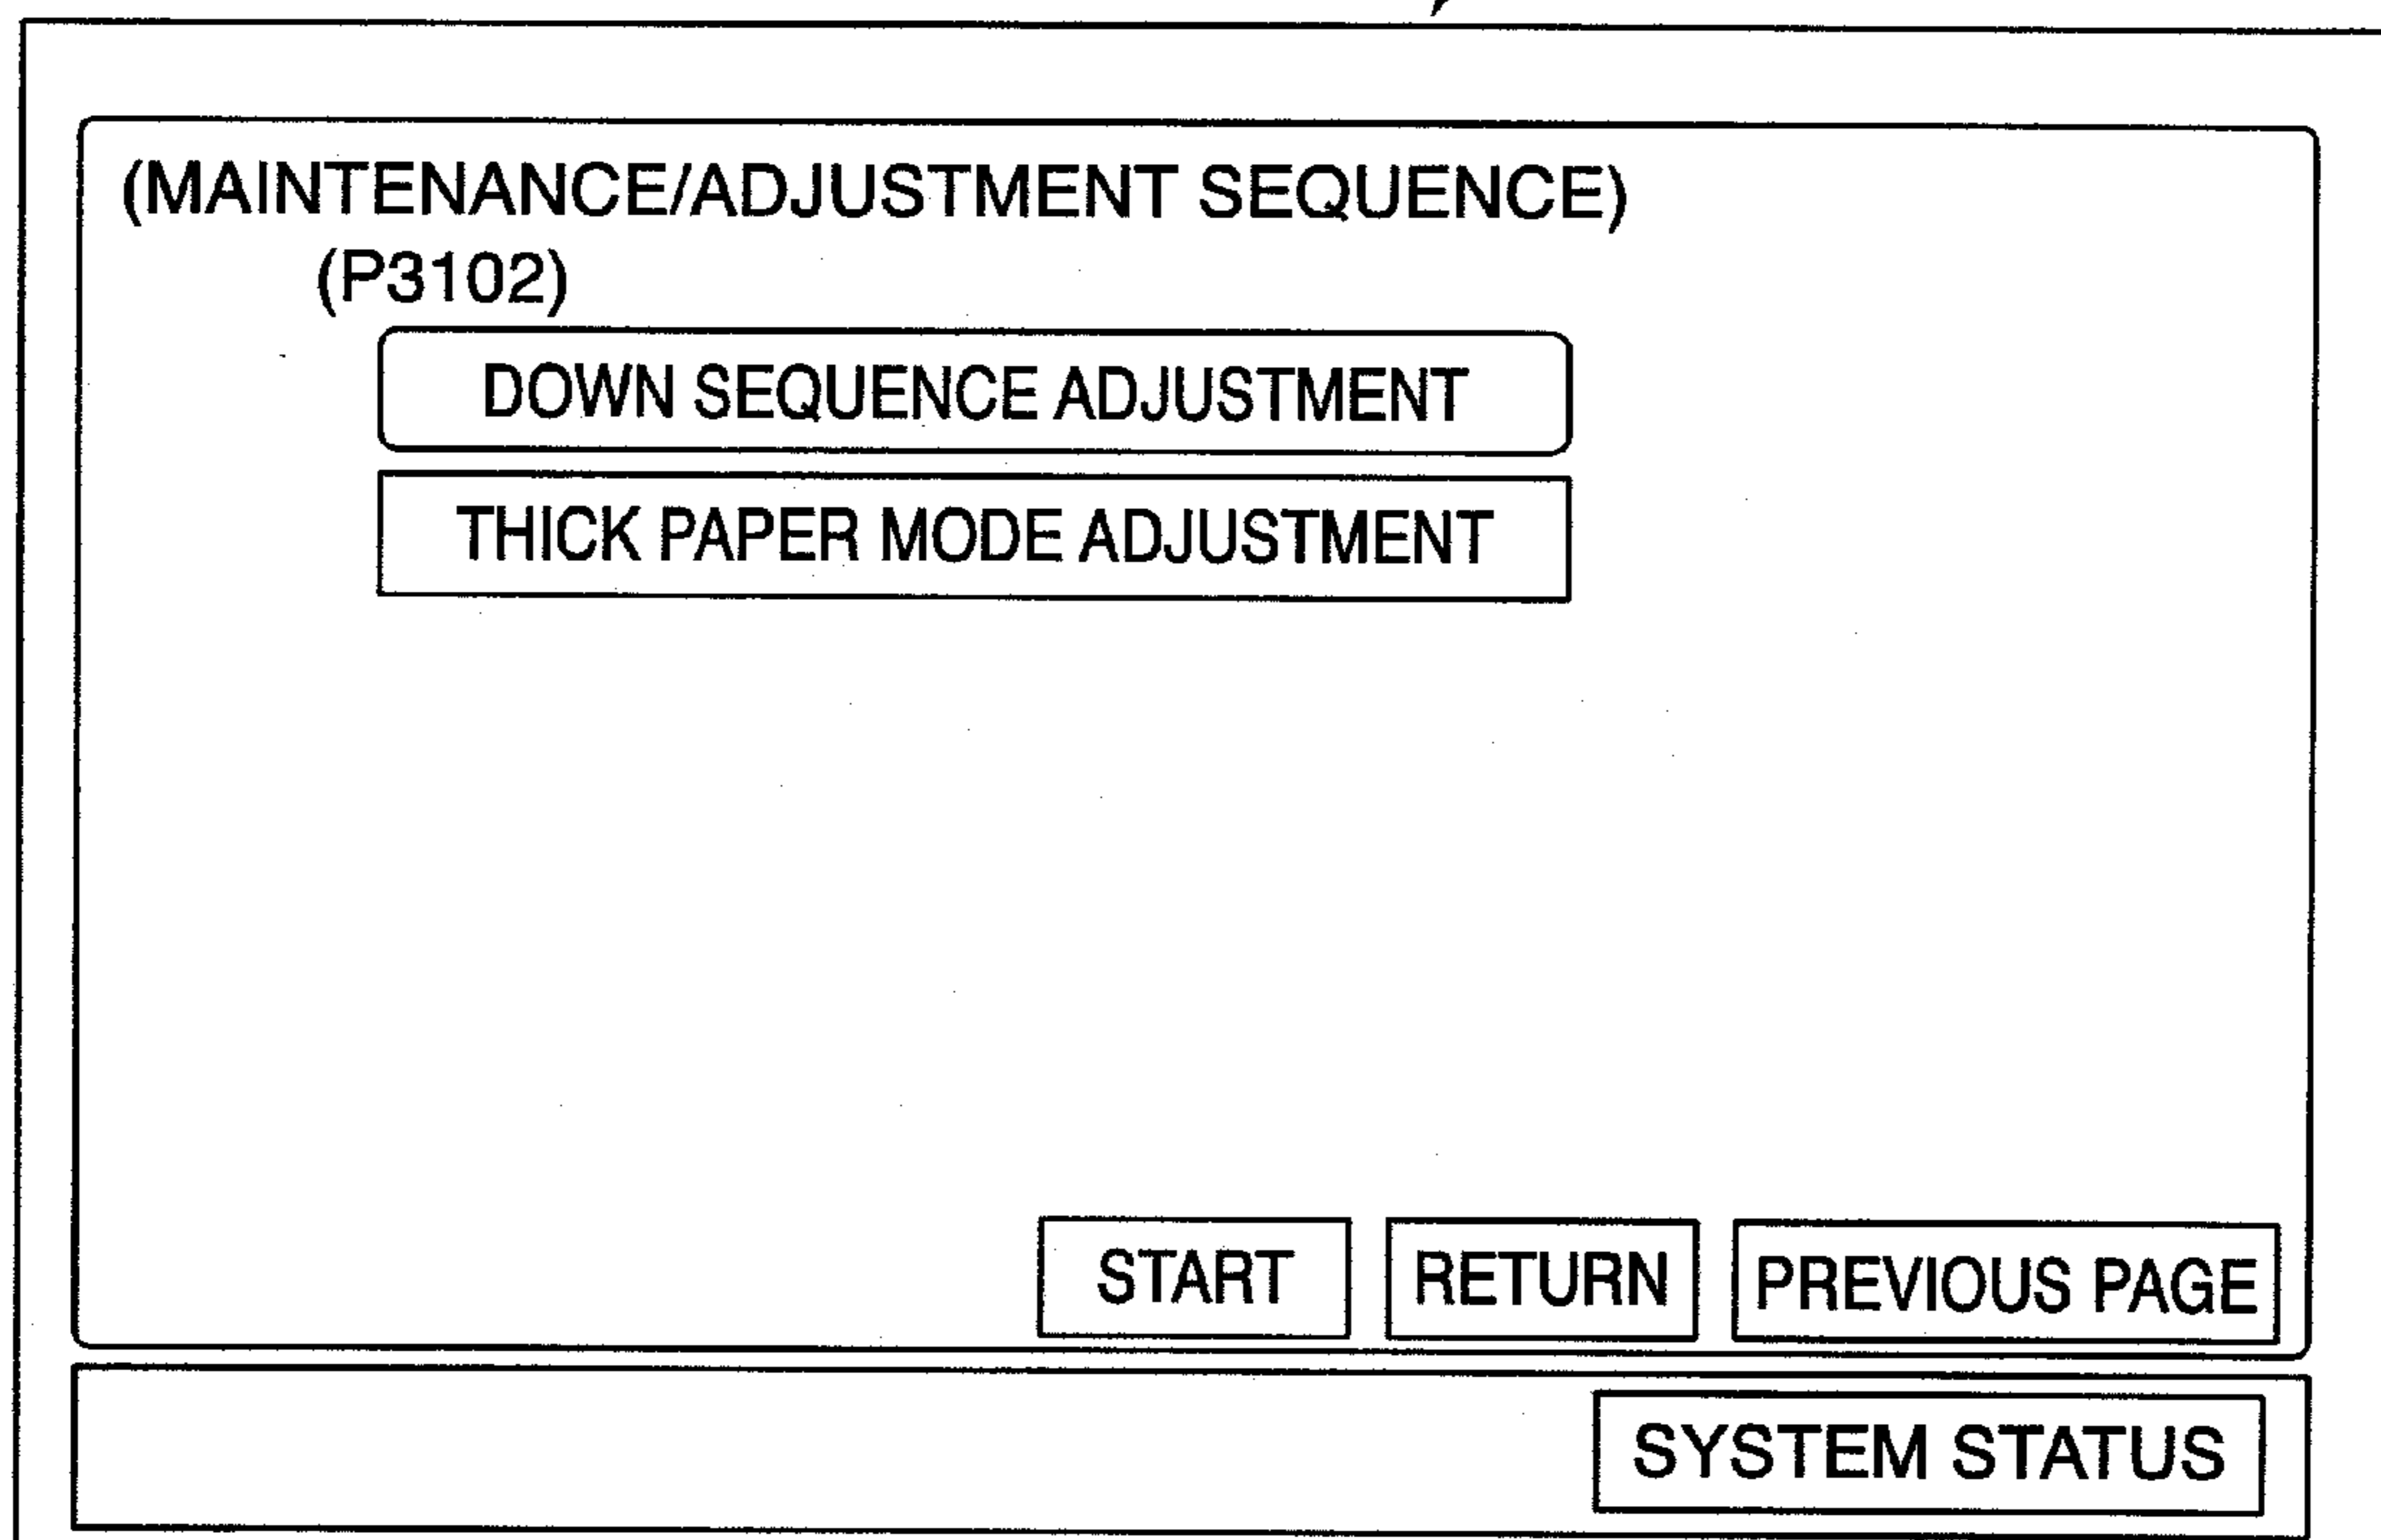 (MAINTENANCE/ADJUSTMENT SEQUENCE)
(P3102)
DOWN SEQUENCE ADJUSTMENT
THICK PAPER MODE ADJUSTMENT
START RETURN PREVIOUS PAGE
SYSTEM STATUS